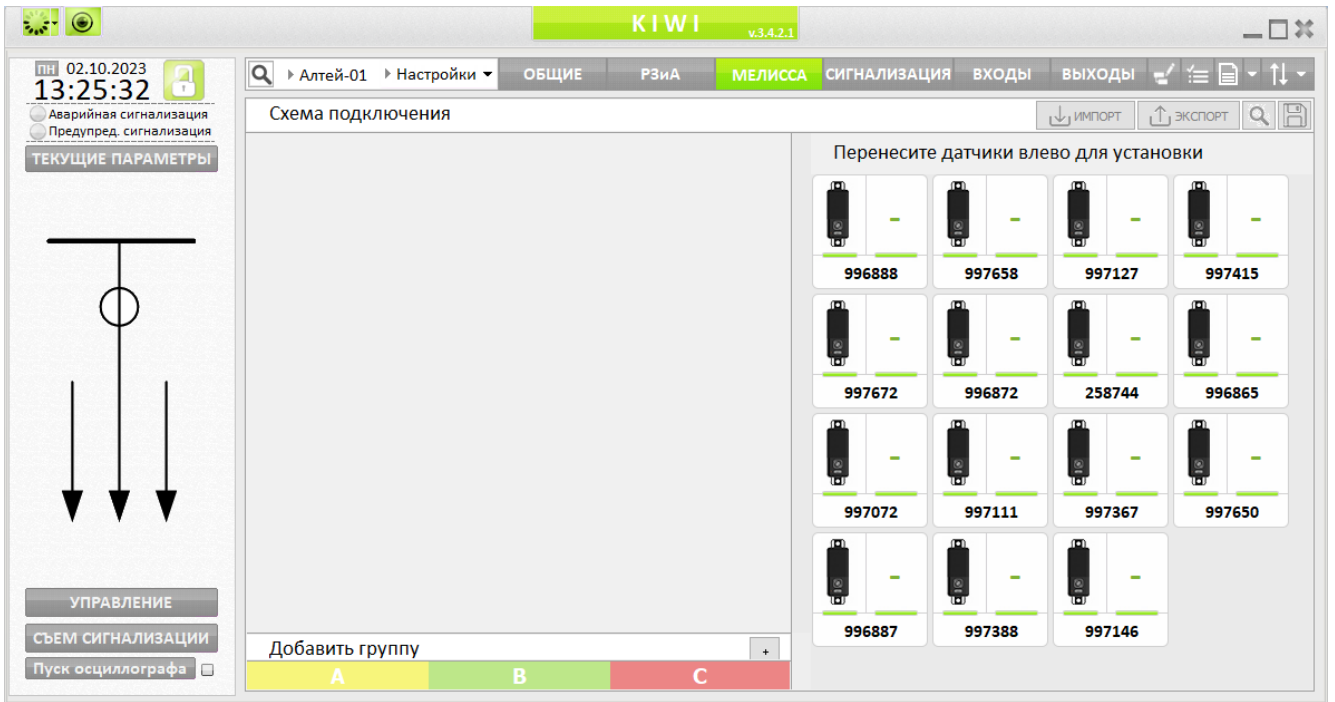 KIWI v.3.4.2.1
ПН 02.10.2023
13:25:32
Аварийная сигнализация
Предупред. сигнализация
ТЕКУЩИЕ ПАРАМЕТРЫ
УПРАВЛЕНИЕ
СЪЕМ СИГНАЛИЗАЦИИ
Пуск осциллографа
Алтей-01 Настройки ОБЩИЕ РЗиА МЕЛИССА СИГНАЛИЗАЦИЯ ВХОДЫ ВЫХОДЫ
Схема подключения ИМПОРТ ЭКСПОРТ
Добавить группу +
A B C
Перенесите датчики влево для установки
- - - -
996888 997658 997127 997415
- - - -
997672 996872 258744 996865
- - - -
997072 997111 997367 997650
- - -
996887 997388 997146